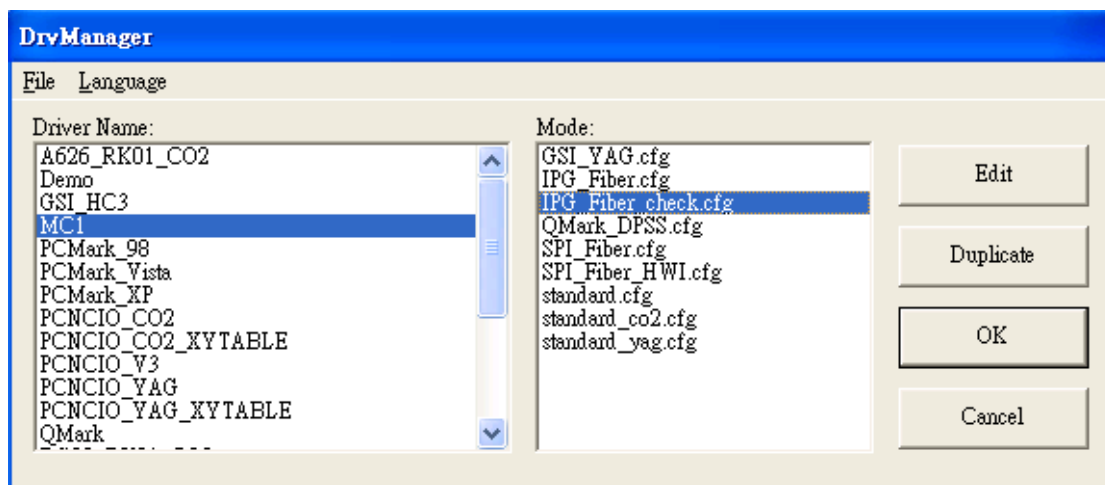 DrvManager
File Language
Driver Name:
A626_RK01_CO2
Demo
GSI_HC3
MC1
PCMark_98
PCMark_Vista
PCMark_XP
PCNCIO_CO2
PCNCIO_CO2_XYTABLE
PCNCIO_V3
PCNCIO_YAG
PCNCIO_YAG_XYTABLE
QMark
Mode:
GSI_YAG.cfg
IPG_Fiber.cfg
IPG_Fiber_check.cfg
QMark_DPSS.cfg
SPI_Fiber.cfg
SPI_Fiber_HWI.cfg
standard.cfg
standard_co2.cfg
standard_yag.cfg
Edit
Duplicate
OK
Cancel